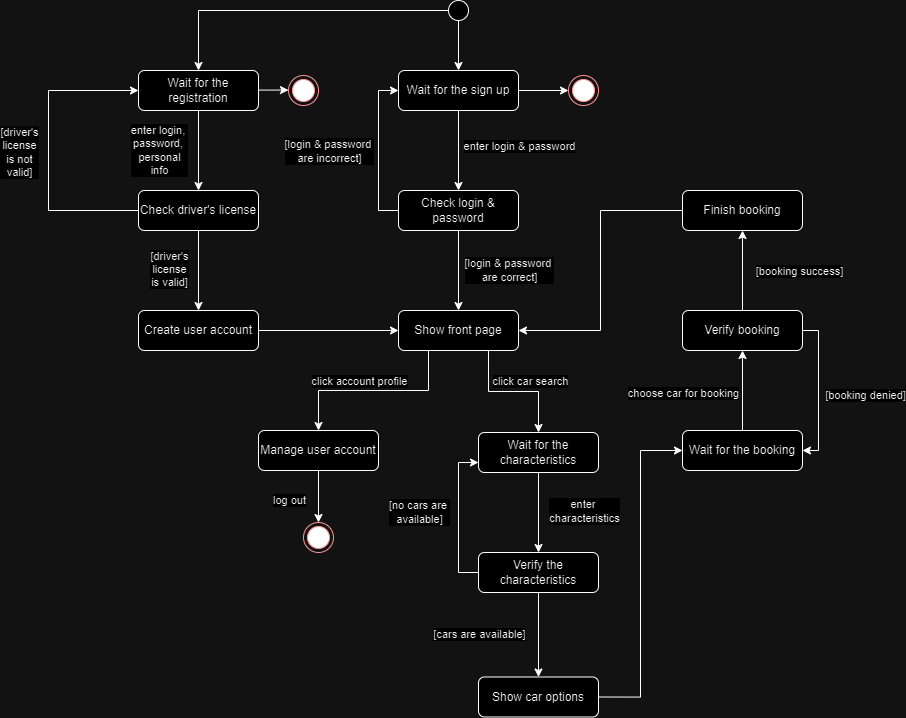 Wait for the
registration
Wait for the sign up
[driver's
license
is not
valid]
enter login,
password,
personal
info
[login & password
are incorrect]
enter login & password
Check driver's license
Check login &
password
Finish booking
[driver's
license
is valid]
[login & password
are correct]
[booking success]
Create user account
Show front page
Verify booking
click account profile
click car search
choose car for booking
[booking denied]
Manage user account
Wait for the
characteristics
Wait for the booking
log out
[no cars are
available]
enter
characteristics
Verify the
characteristics
[cars are available]
Show car options